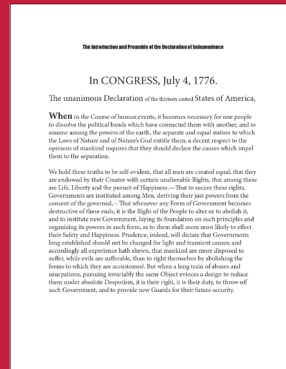 The Introduction and Preamble of the Declaration of Independence
In CONGRESS, July 4, 1776.
The unanimous Declaration of the thirteen united States of America,
When in the Course of human events, it becomes necessary for one people
to dissolve the political bands which have connected them with another, and to
assume among the powers of the earth, the separate and equal station to which
the Laws of Nature and of Nature's God entitle them, a decent respect to the
opinions of mankind requires that they should declare the causes which impel
them to the separation.
We hold these truths to be self-evident, that all men are created equal, that they
are endowed by their Creator with certain unalienable Rights, that among these
are Life, Liberty and the pursuit of Happiness.—That to secure these rights,
Governments are instituted among Men, deriving their just powers from the
consent of the governed,—That whenever any Form of Government becomes
destructive of these ends, it is the Right of the People to alter or to abolish it,
and to institute new Government, laying its foundation on such principles and
organizing its powers in such form, as to them shall seem most likely to effect
their Safety and Happiness. Prudence, indeed, will dictate that Governments
long established should not be changed for light and transient causes; and
accordingly all experience hath shewn, that mankind are more disposed to
suffer, while evils are sufferable, than to right themselves by abolishing the
forms to which they are accustomed. But when a long train of abuses and
usurpations, pursuing invariably the same Object evinces a design to reduce
them under absolute Despotism, it is their right, it is their duty, to throw off
such Government, and to provide new Guards for their future security.